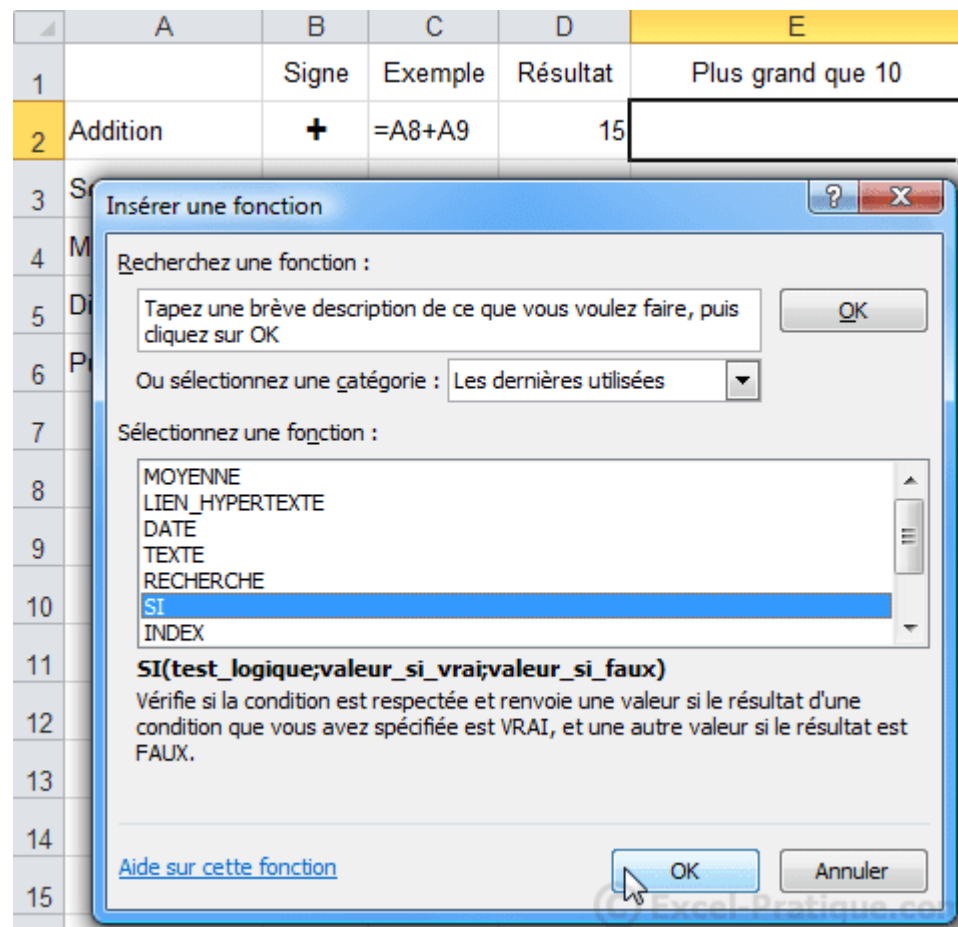 A B C D E
1 Signe Exemple Résultat Plus grand que 10
2 Addition + =A8+A9 15
3 Insérer une fonction ?
4 Recherchez une fonction :
5 Tapez une brève description de ce que vous voulez faire, puis OK
cliquez sur OK
6 Ou sélectionnez une catégorie : Les dernières utilisées
7 Sélectionnez une fonction :
MOYENNE
8 LIEN_HYPERTEXTE
DATE
9 TEXTE
RECHERCHE
10 SI
INDEX
11 SI(test_logique;valeur_si_vrai;valeur_si_faux)
Vérifie si la condition est respectée et renvoie une valeur si le résultat d'une
12 condition que vous avez spécifiée est VRAI, et une autre valeur si le résultat est
FAUX.
13
14
Aide sur cette fonction OK Annuler
15 (C) Excel-Pratique.com